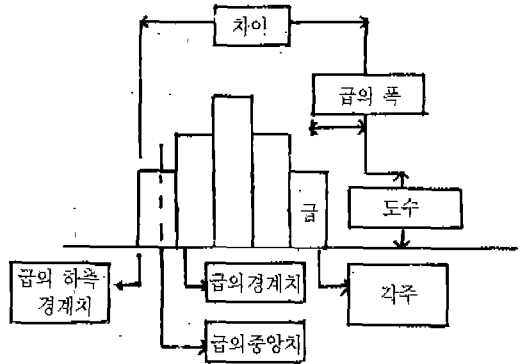 차이
급의 폭
급
도수
급의 하측
경계치
급의경계치
각주
급의중앙치